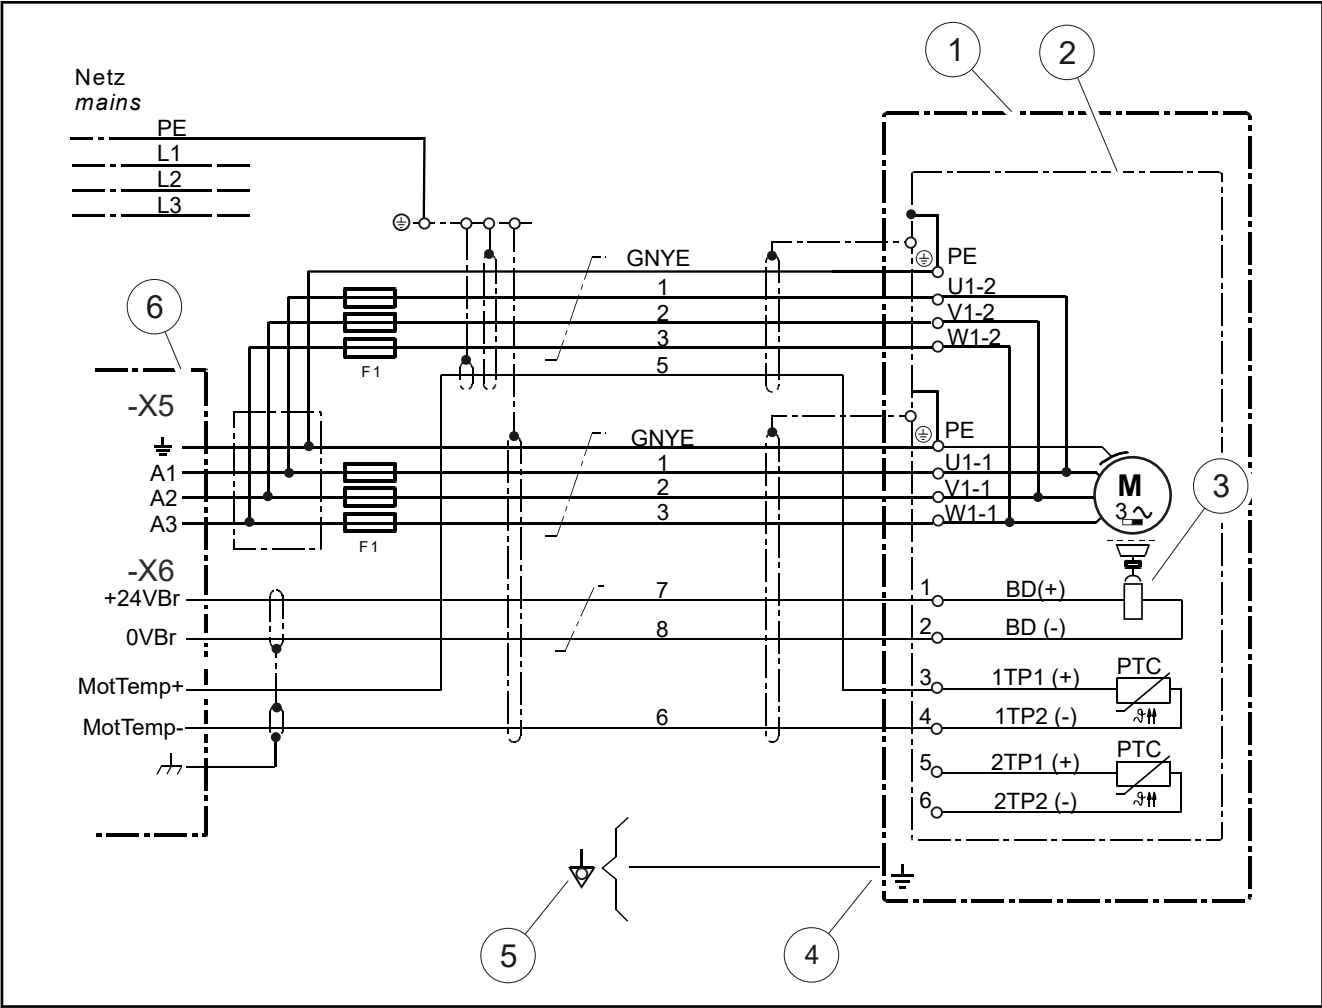 1
2
Netz
mains
PE
L1
L2
L3
GNYE
PE
1
U1-2
6
2
V1-2
3
W1-2
F1
5
-X5
GNYE
PE
A1
1
U1-1
M
3
A2
2
V1-1
3
A3
3
W1-1
F1
-X6
+24VBr
7
1
BD(+)
0VBr
8
2
BD (-)
MotTemp+
3
1TP1 (+)
PTC
MotTemp-
6
4
1TP2 (-)
ϑ
5
2TP1 (+)
PTC
6
2TP2 (-)
ϑ
5
4